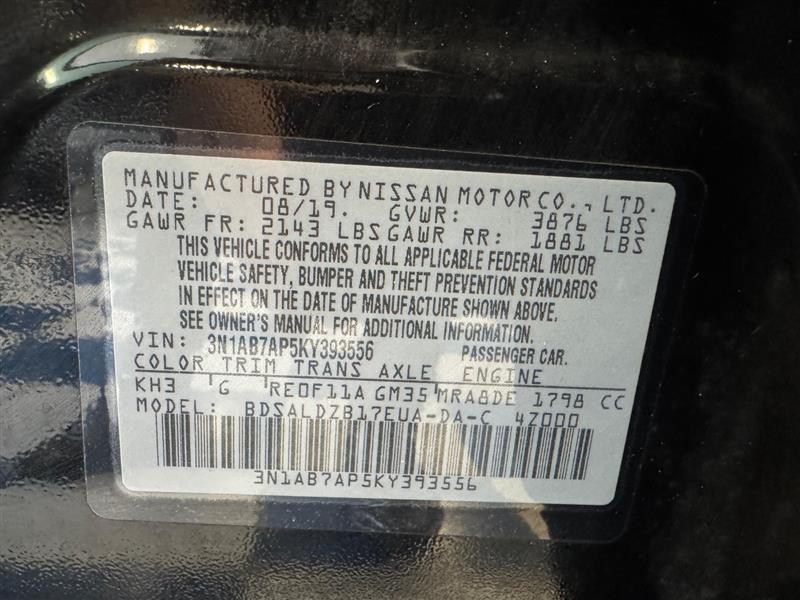 MANUFACTURED BY NISSAN MOTOR CO., LTD.
DATE: 08/19. GVWR: 3876 LBS
GAWR FR: 2143 LBS GAWR RR: 1881 LBS
THIS VEHICLE CONFORMS TO ALL APPLICABLE FEDERAL MOTOR
VEHICLE SAFETY, BUMPER AND THEFT PREVENTION STANDARDS
IN EFFECT ON THE DATE OF MANUFACTURE SHOWN ABOVE.
SEE OWNER'S MANUAL FOR ADDITIONAL INFORMATION.
VIN: 3N1AB7AP5KY393556 PASSENGER CAR.
COLOR TRIM TRANS AXLE ENGINE
KH3 G RE0F11A GM35 MRA8DE 1798 CC
MODEL: BDSALDZB17EUA-DA-C 4Z000
3N1AB7AP5KY393556